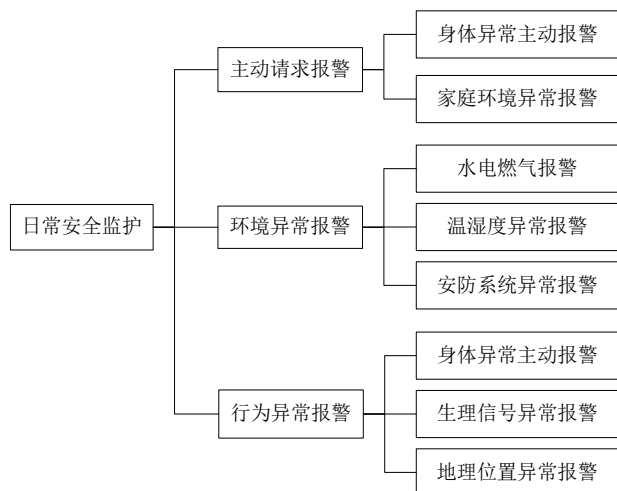 日常安全监护
主动请求报警
身体异常主动报警
家庭环境异常报警
环境异常报警
水电燃气报警
温湿度异常报警
安防系统异常报警
行为异常报警
身体异常主动报警
生理信号异常报警
地理位置异常报警